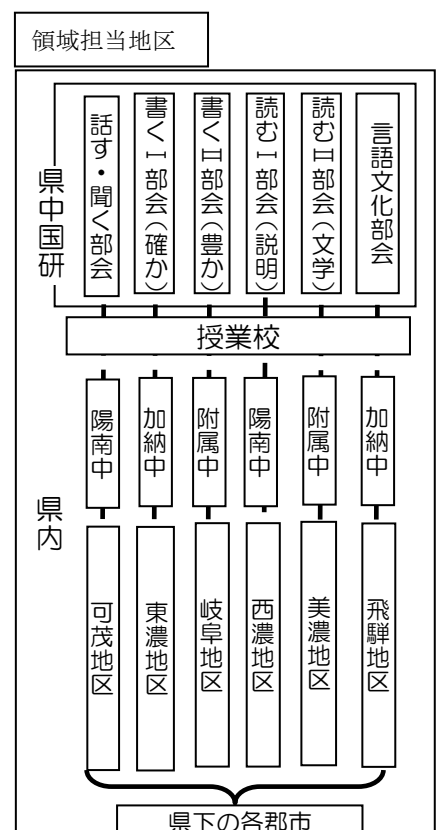 領域担当地区
県中国研
話す・聞く部会
書くⅠ部会(確か)
書くⅡ部会(豊か)
読むⅠ部会(説明)
読むⅡ部会(文学)
言語文化部会
授業校
県内
陽南中
加納中
附属中
陽南中
附属中
加納中
可茂地区
東濃地区
岐阜地区
西濃地区
美濃地区
飛騨地区
県下の各郡市